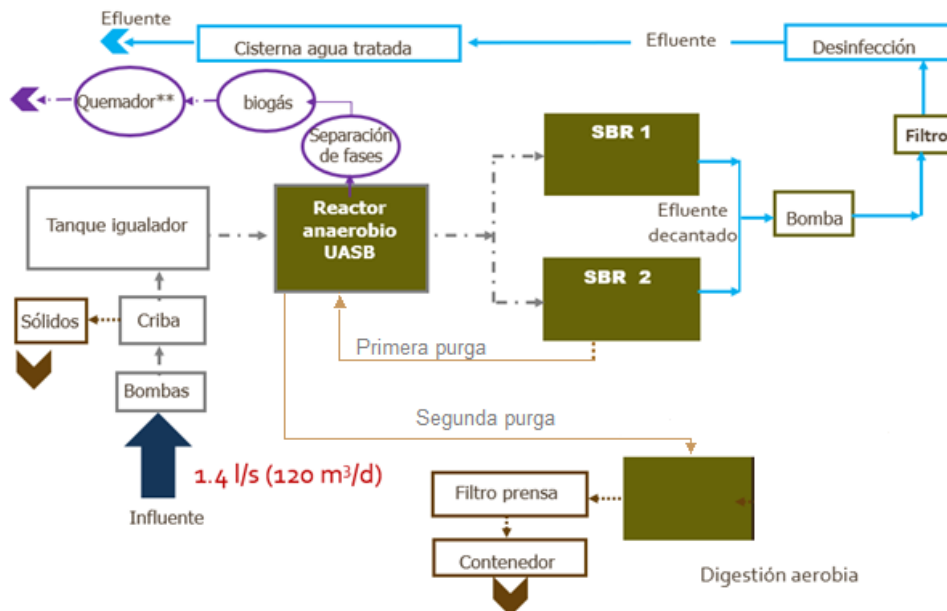 Efluente
Cisterna agua tratada
Efluente
Desinfección
Quemador**
biogás
Separación
de fases
SBR 1
Filtro
Tanque igualador
Reactor
anaerobio
UASB
Efluente
decantado
Bomba
SBR 2
Sólidos
Criba
Primera purga
Bombas
Segunda purga
1.4 l/s (120 m³/d)
Influente
Filtro prensa
Contenedor
Digestión aerobia